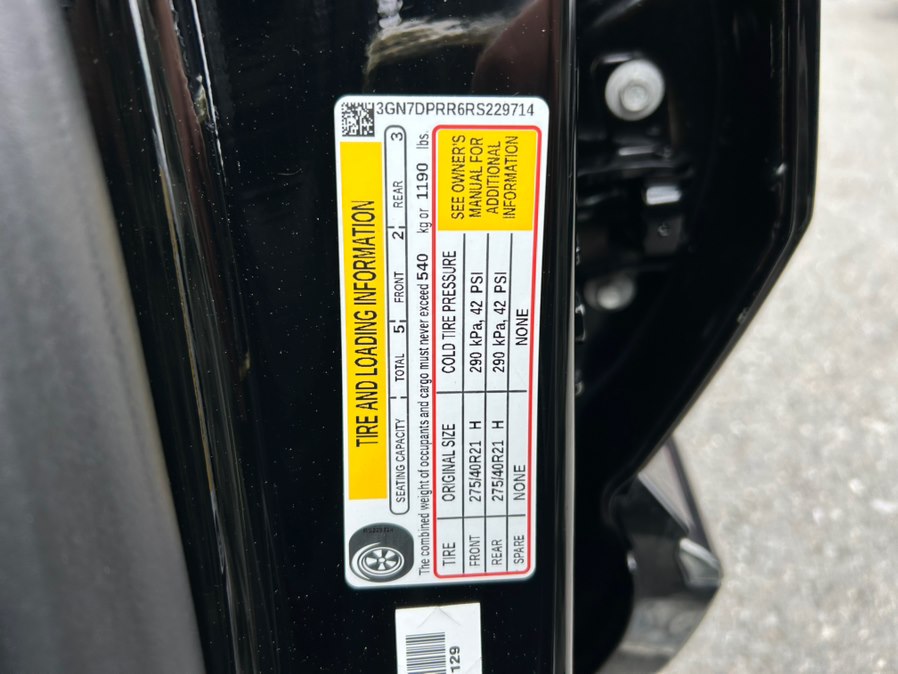 3GN7DPRR6RS229714
TIRE AND LOADING INFORMATION
SEATING CAPACITY TOTAL 5 FRONT 2 REAR 3
The combined weight of occupants and cargo must never exceed 540 kg or 1190 lbs.
TIRE ORIGINAL SIZE COLD TIRE PRESSURE
FRONT 275/40R21 H 290 kPa, 42 PSI
REAR 275/40R21 H 290 kPa, 42 PSI
SPARE NONE NONE
SEE OWNER'S
MANUAL FOR
ADDITIONAL
INFORMATION
129